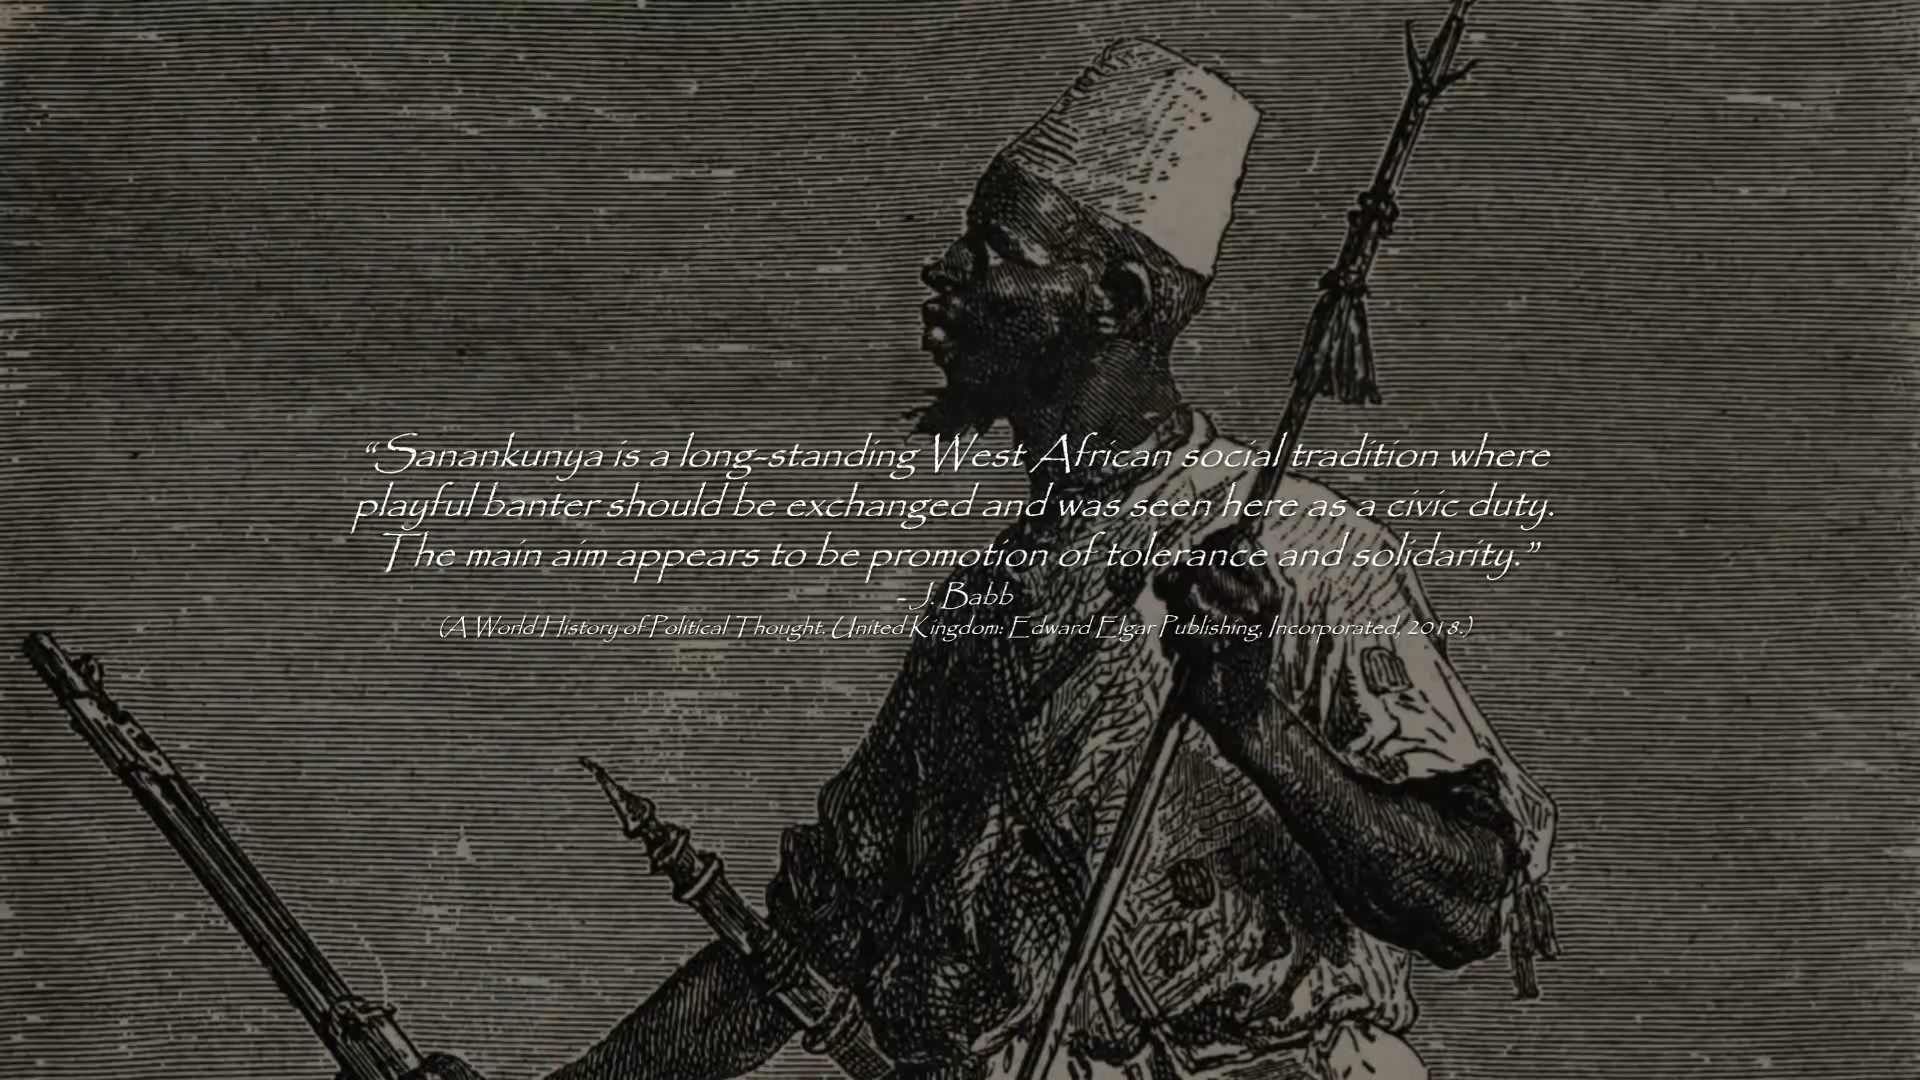 “Sanankunya is a long-standing West African social tradition where
playful banter should be exchanged and was seen here as a civic duty.
The main aim appears to be promotion of tolerance and solidarity.”
- J. Babb
(A World History of Political Thought. United Kingdom: Edward Elgar Publishing, Incorporated, 2018.)